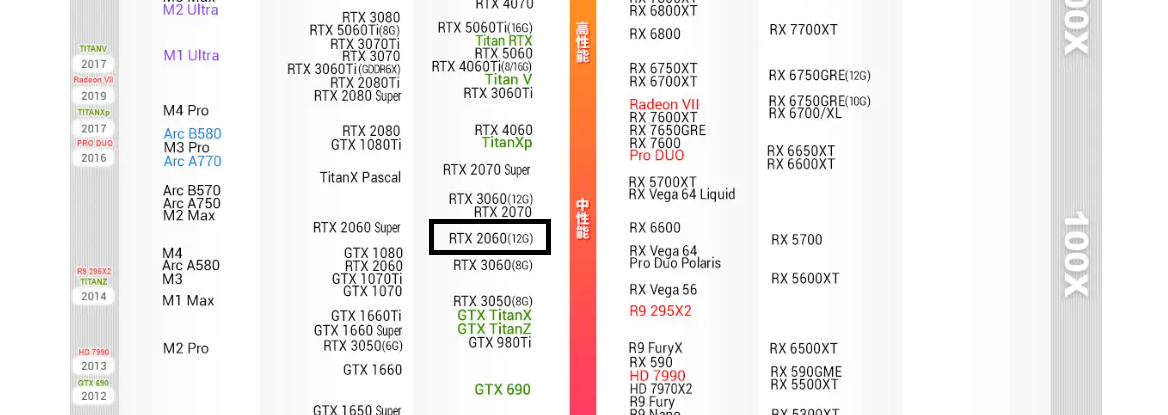 M2 Ultra
M1 Ultra
M4 Pro
Arc B580
M3 Pro
Arc A770
Arc B570
Arc A750
M2 Max
M4
Arc A580
M3
M1 Max
M2 Pro
TITANV
2017
Radeon VII
2019
TITANXp
2017
PRO DUO
2016
R9 295X2
TITANZ
2014
HD 7990
2013
GTX 690
2012
RTX 3080
RTX 5060Ti(8G)
RTX 3070Ti
RTX 3070
RTX 3060Ti(GDDR6X)
RTX 2080Ti
RTX 2080 Super
RTX 2080
GTX 1080Ti
TitanX Pascal
RTX 2060 Super
GTX 1080
RTX 2060
GTX 1070Ti
GTX 1070
GTX 1660Ti
GTX 1660 Super
RTX 3050(6G)
GTX 1660
GTX 1650 Super
RTX 4070
RTX 5060Ti(16G)
Titan RTX
RTX 5060
RTX 4060Ti(8/16G)
Titan V
RTX 3060Ti
RTX 4060
TitanXp
RTX 2070 Super
RTX 3060(12G)
RTX 2070
RTX 2060(12G)
RTX 3060(8G)
RTX 3050(8G)
GTX TitanX
GTX TitanZ
GTX 980Ti
GTX 690
高性能
中性能
RX 6800XT
RX 6800
RX 6750XT
RX 6700XT
Radeon VII
RX 7600XT
RX 7650GRE
RX 7600
Pro DUO
RX 5700XT
RX Vega 64 Liquid
RX 6600
RX Vega 64
Pro Duo Polaris
RX Vega 56
R9 295X2
R9 FuryX
RX 590
HD 7990
HD 7970X2
R9 Fury
R9 Nano
RX 7700XT
RX 6750GRE(12G)
RX 6750GRE(10G)
RX 6700/XL
RX 6650XT
RX 6600XT
RX 5700
RX 5600XT
RX 6500XT
RX 590GME
RX 5500XT
RX 5300XT
100X